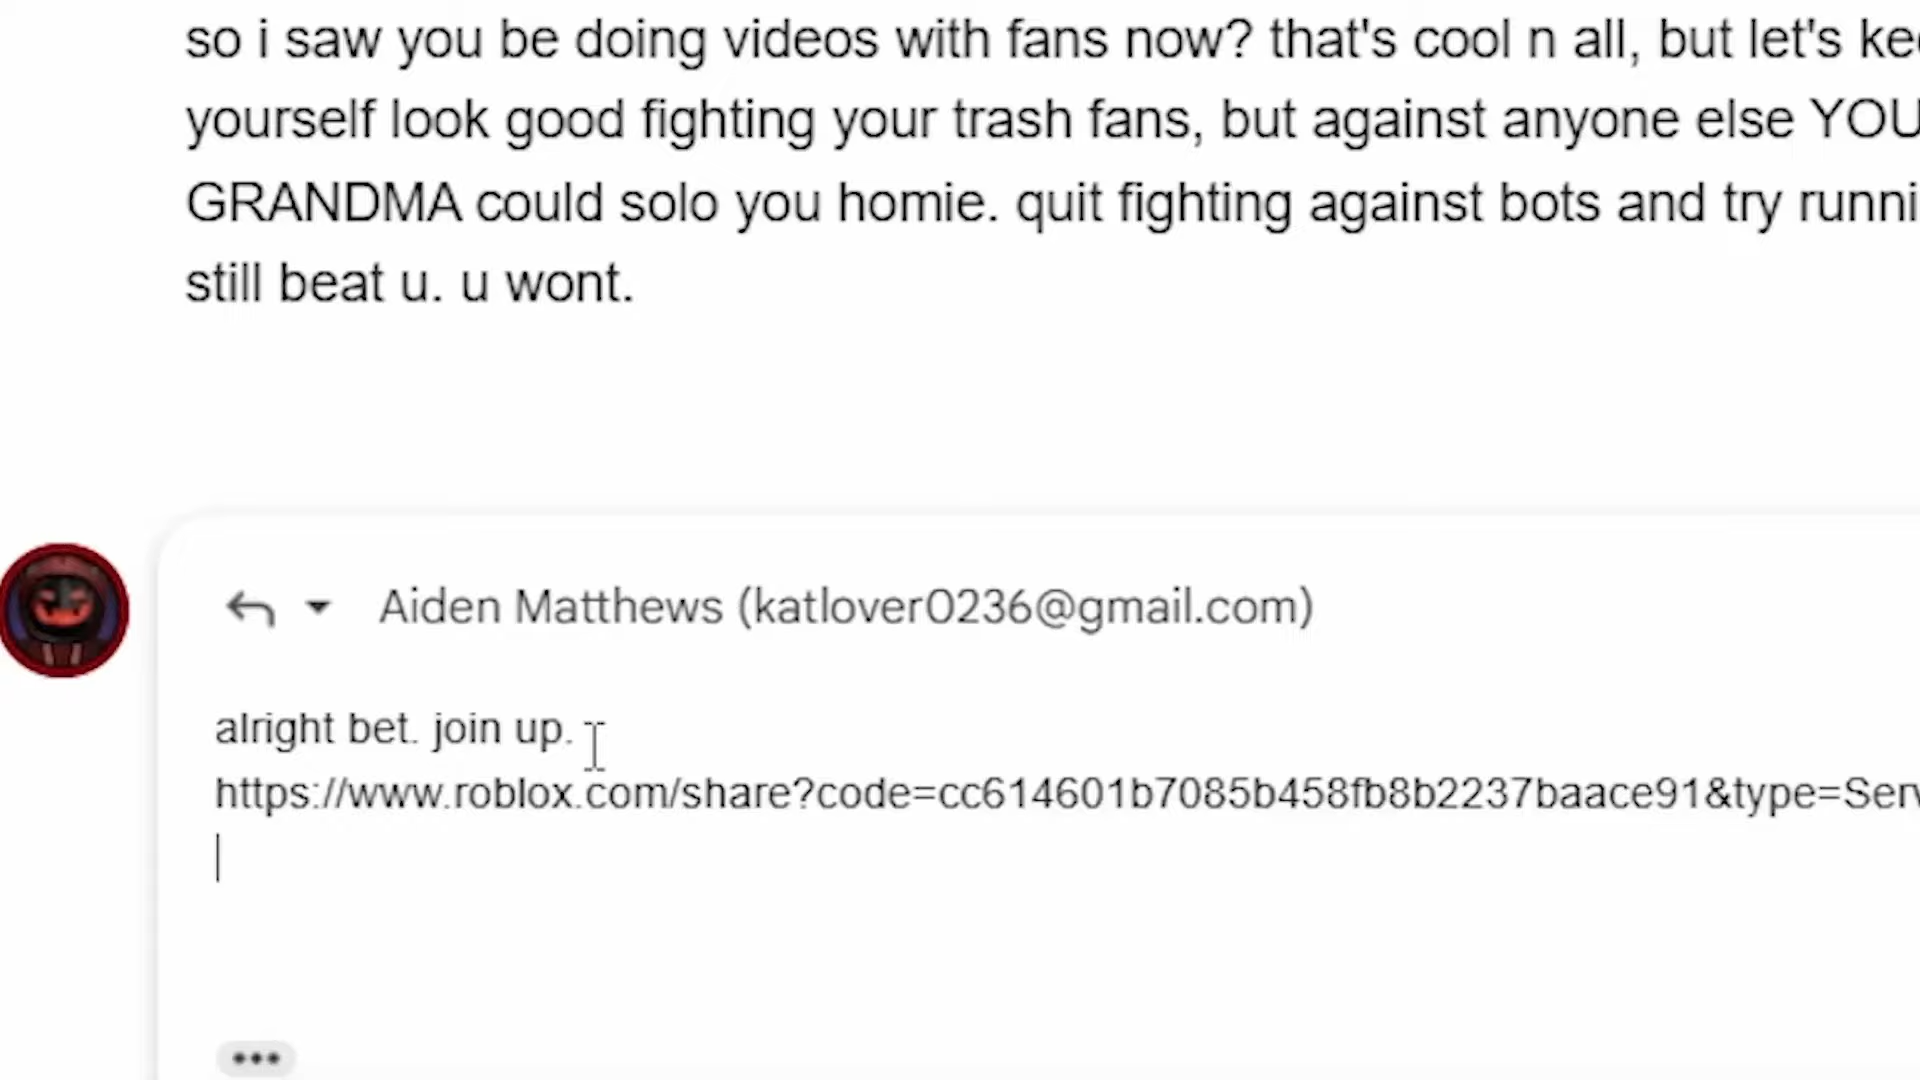 so i saw you be doing videos with fans now? that's cool n all, but let's
yourself look good fighting your trash fans, but against anyone else YOU
GRANDMA could solo you homie. quit fighting against bots and try
still beat u. u wont.
Aiden Matthews (katlover0236@gmail.com)
alright bet. join up.
https://www.roblox.com/share?code=cc614601b7085b458fb8b2237baace91&type=Serv